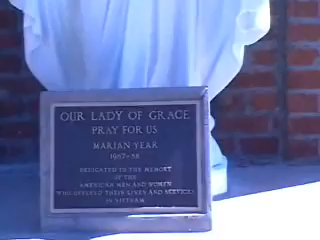 OUR LADY OF GRACE
PRAY FOR US
MARIAN YEAR
1987-88
DEDICATED TO THE MEMORY
OF THE
AMERICAN MEN AND WOMEN
WHO OFFERED THEIR LIVES AND SERVICES
IN VIETNAM